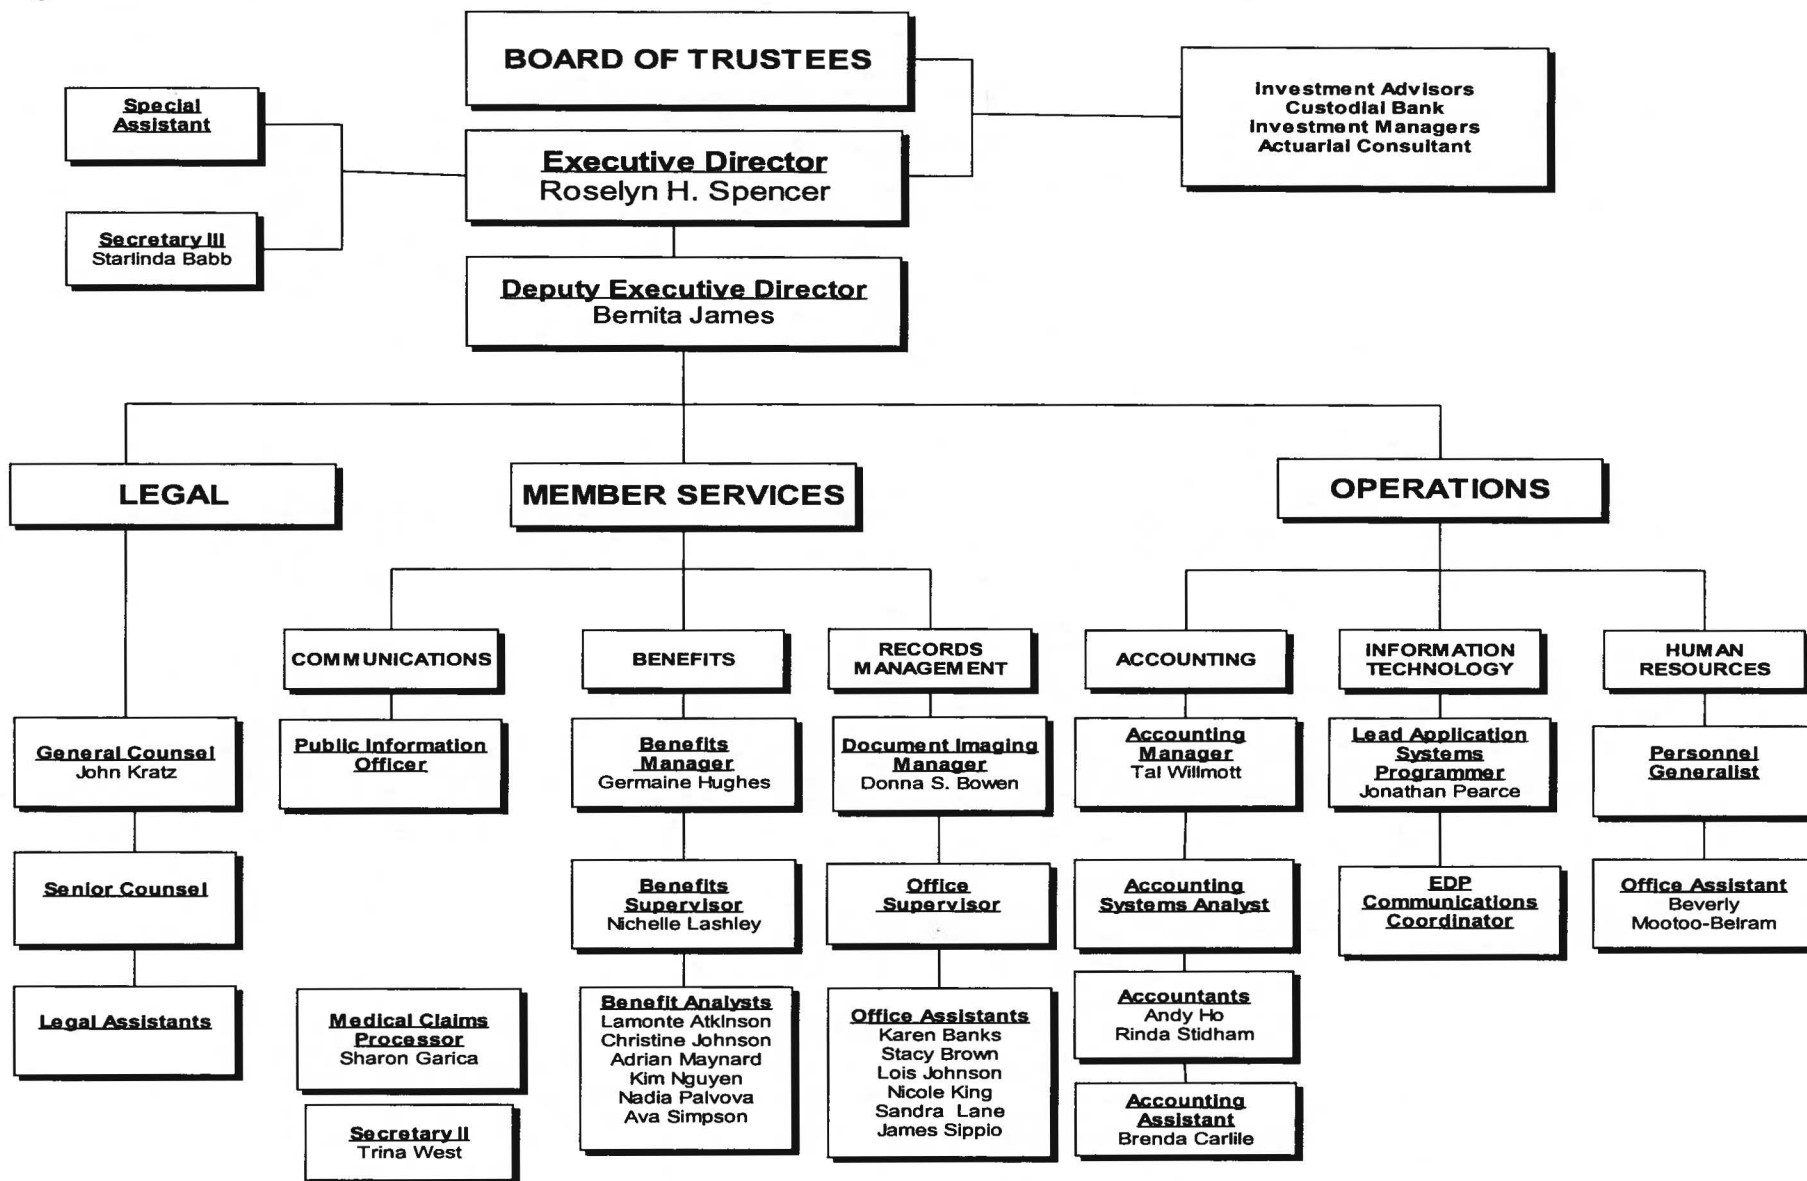 BOARD OF TRUSTEES
Investment Advisors
Custodial Bank
Investment Managers
Actuarial Consultant
Special
Assistant
Executive Director
Roselyn H. Spencer
Secretary III
Starlinda Babb
Deputy Executive Director
Bernita James
LEGAL
MEMBER SERVICES
OPERATIONS
COMMUNICATIONS
BENEFITS
RECORDS
MANAGEMENT
ACCOUNTING
INFORMATION
TECHNOLOGY
HUMAN
RESOURCES
General Counsel
John Kratz
Public Information
Officer
Benefits
Manager
Germaine Hughes
Document Imaging
Manager
Donna S. Bowen
Accounting
Manager
Tal Willmott
Lead Application
Systems
Programmer
Jonathan Pearce
Personnel
Generalist
Senior Counsel
Benefits
Supervisor
Nichelle Lashley
Office
Supervisor
Accounting
Systems Analyst
EDP
Communications
Coordinator
Office Assistant
Beverly
Mootoo-Belram
Legal Assistants
Medical Claims
Processor
Sharon Garica
Secretary II
Trina West
Benefit Analysts
Lamonte Atkinson
Christine Johnson
Adrian Maynard
Kim Nguyen
Nadia Palvova
Ava Simpson
Office Assistants
Karen Banks
Stacy Brown
Lois Johnson
Nicole King
Sandra Lane
James Sippio
Accountants
Andy Ho
Rinda Stidham
Accounting
Assistant
Brenda Carlile